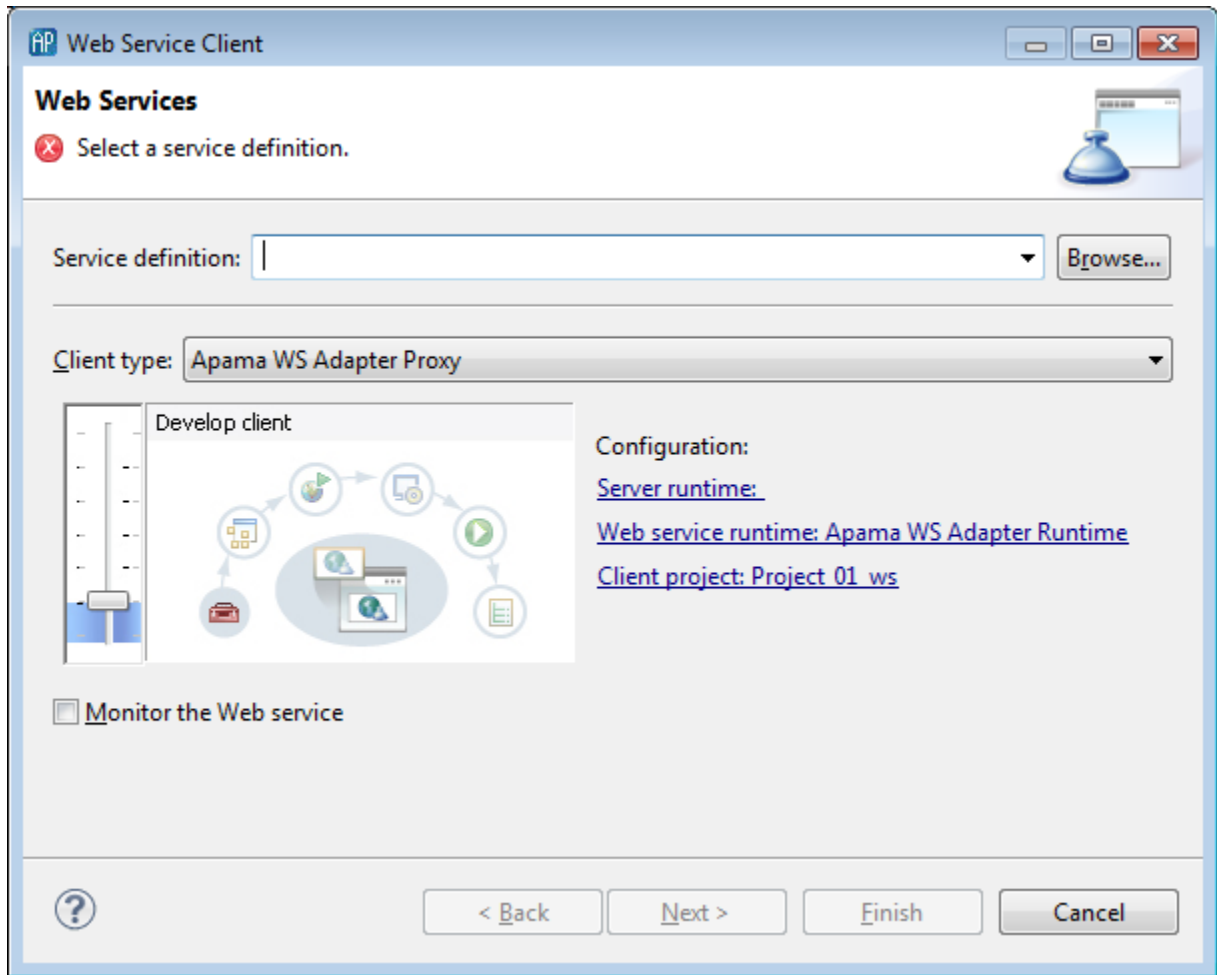 AP Web Service Client
Web Services
Select a service definition.
Service definition: Browse...
Client type: Apama WS Adapter Proxy
Develop client
Configuration:
Server runtime:
Web service runtime: Apama WS Adapter Runtime
Client project: Project_01_ws
Monitor the Web service
? < Back Next > Finish Cancel